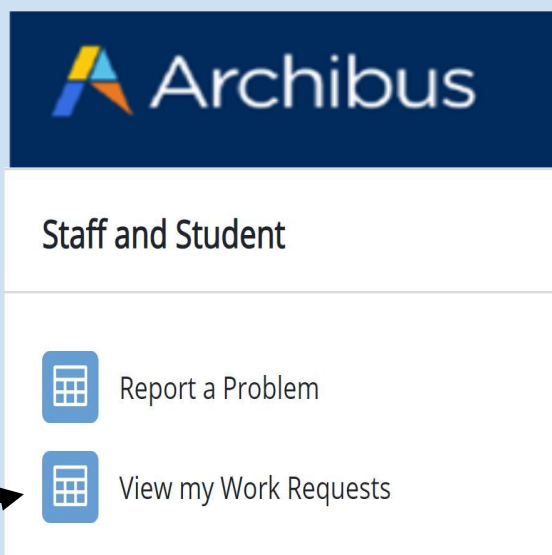 Archibus
Staff and Student
Report a Problem
View my Work Requests